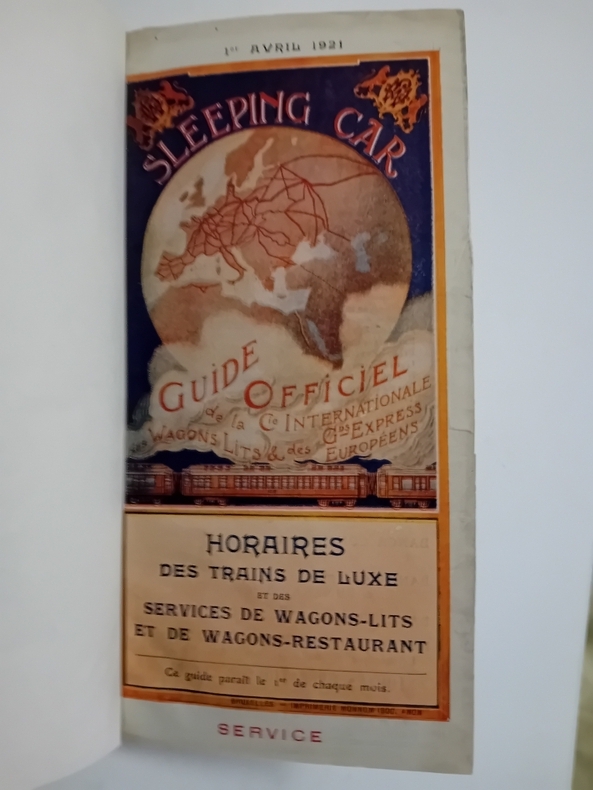 1er AVRIL 1921
SLEEPING CAR
GUIDE OFFICIEL
de la Cie INTERNATIONALE
des WAGONS LITS & des Gds EXPRESS
EUROPÉENS
HORAIRES
DES TRAINS DE LUXE
ET DES
SERVICES DE WAGONS-LITS
ET DE WAGONS-RESTAURANT
Ce guide paraît le 1er de chaque mois.
BRUXELLES — IMPRIMERIE
SERVICE